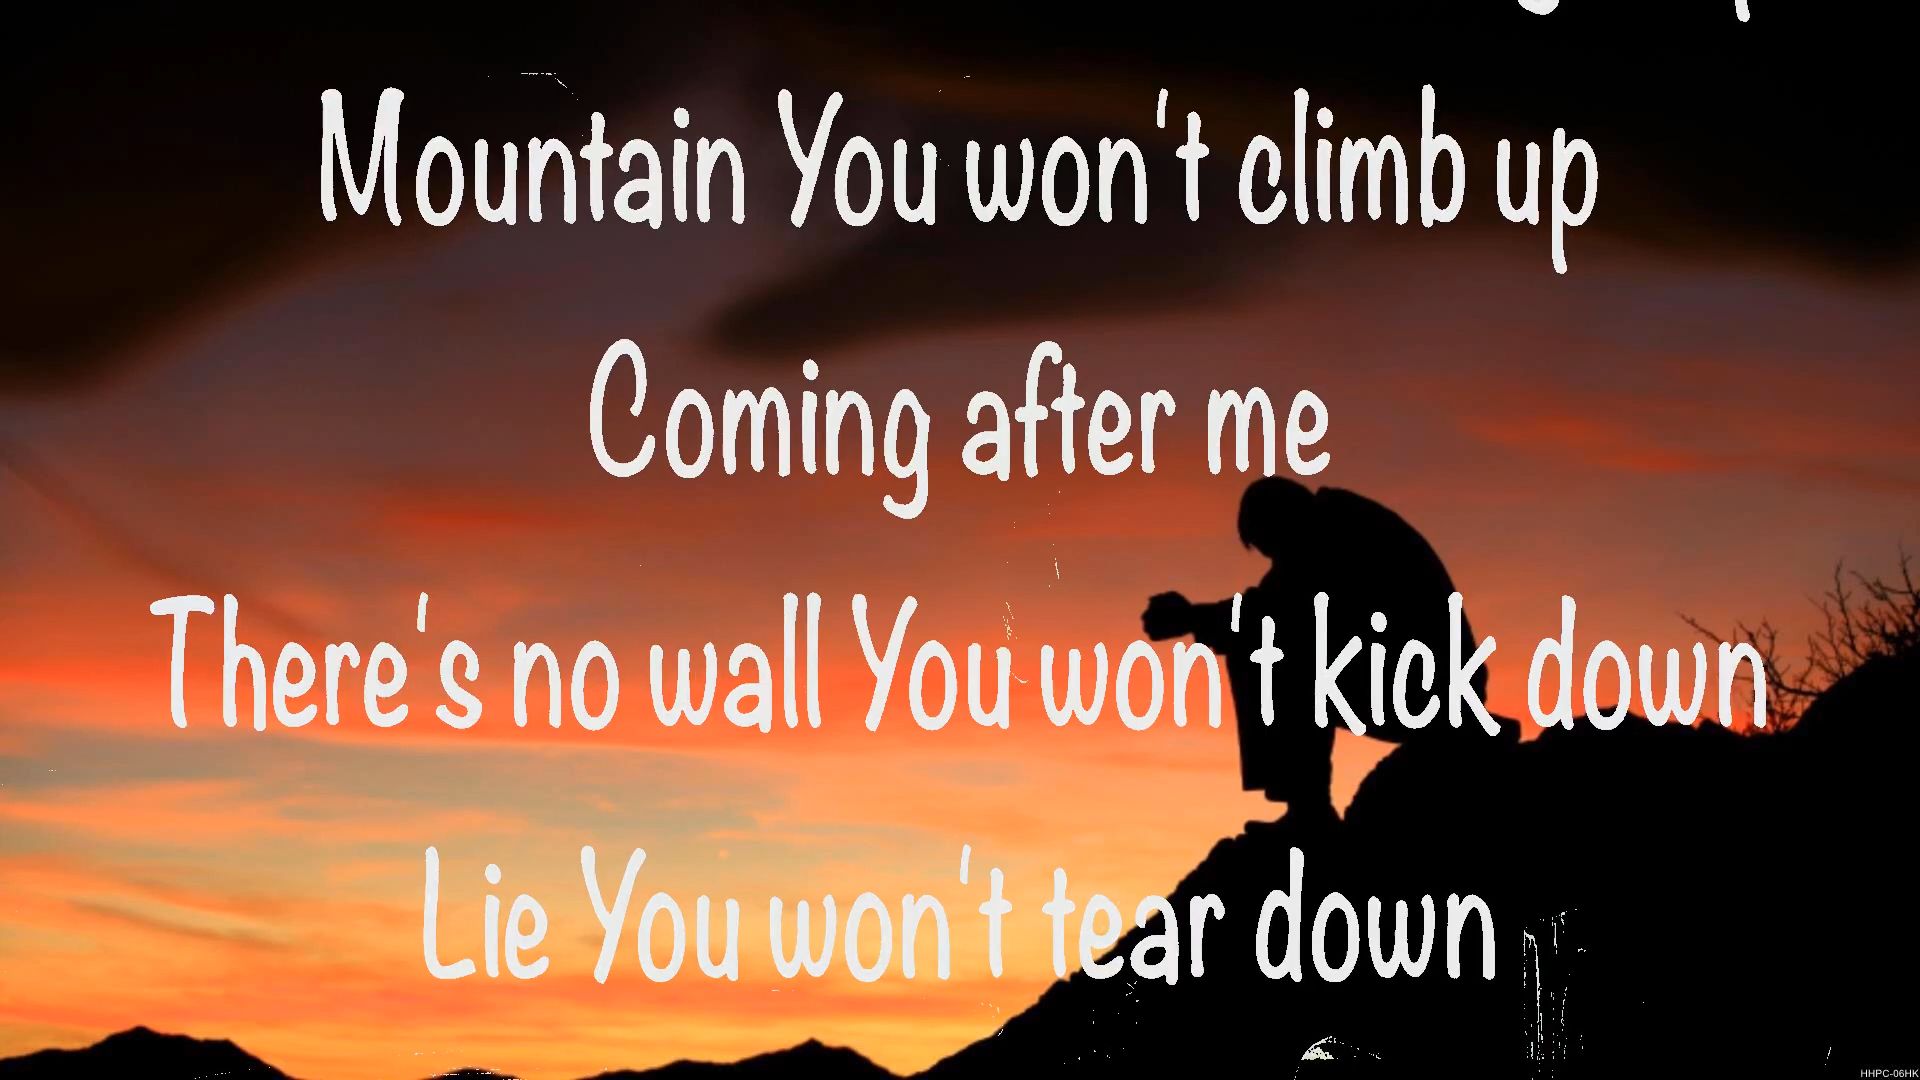 Mountain You won't climb up
Coming after me
There's no wall You won't kick down
Lie You won't tear down
HHPC-06HK